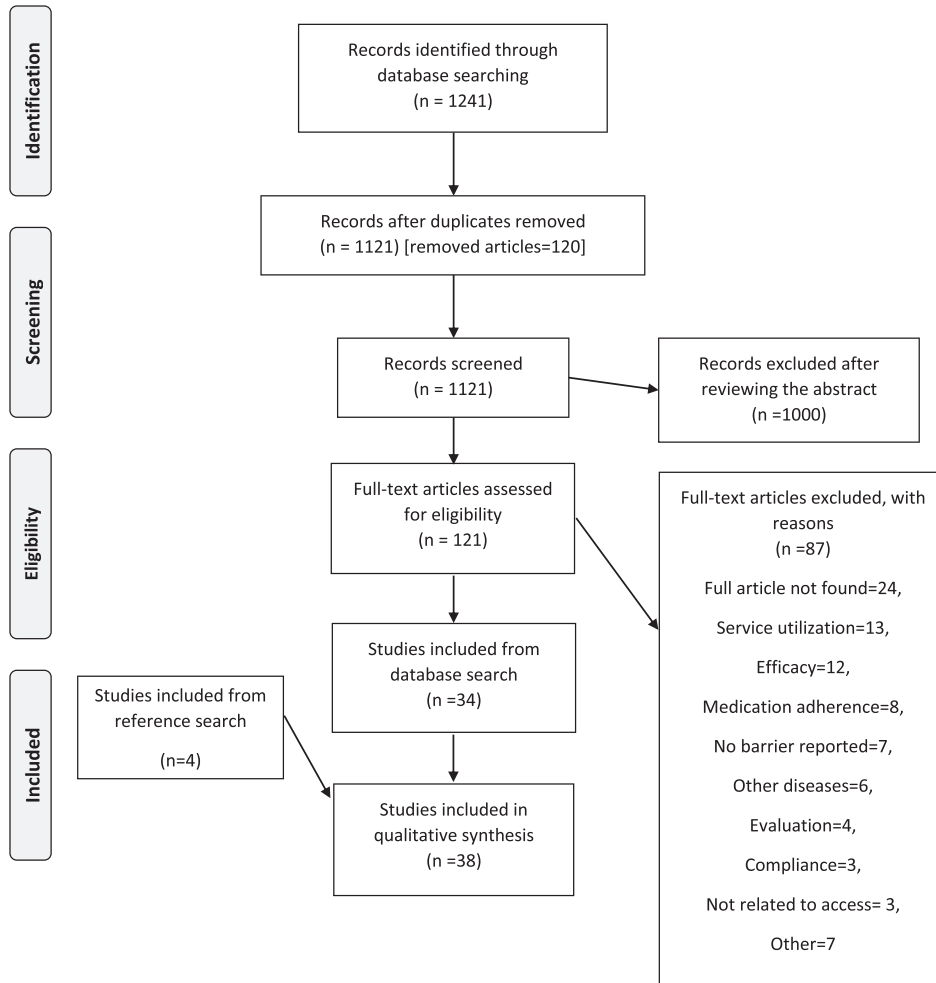 Identification
Records identified through
database searching
(n = 1241)
Records after duplicates removed
(n = 1121) [removed articles=120]
Screening
Records screened
(n = 1121)
Records excluded after
reviewing the abstract
(n =1000)
Eligibility
Full-text articles assessed
for eligibility
(n = 121)
Full-text articles excluded, with
reasons
(n =87)
Full article not found=24,
Service utilization=13,
Efficacy=12,
Medication adherence=8,
No barrier reported=7,
Other diseases=6,
Evaluation=4,
Compliance=3,
Not related to access= 3,
Other=7
Studies included from
database search
(n =34)
Included
Studies included from
reference search
(n=4)
Studies included in
qualitative synthesis
(n =38)